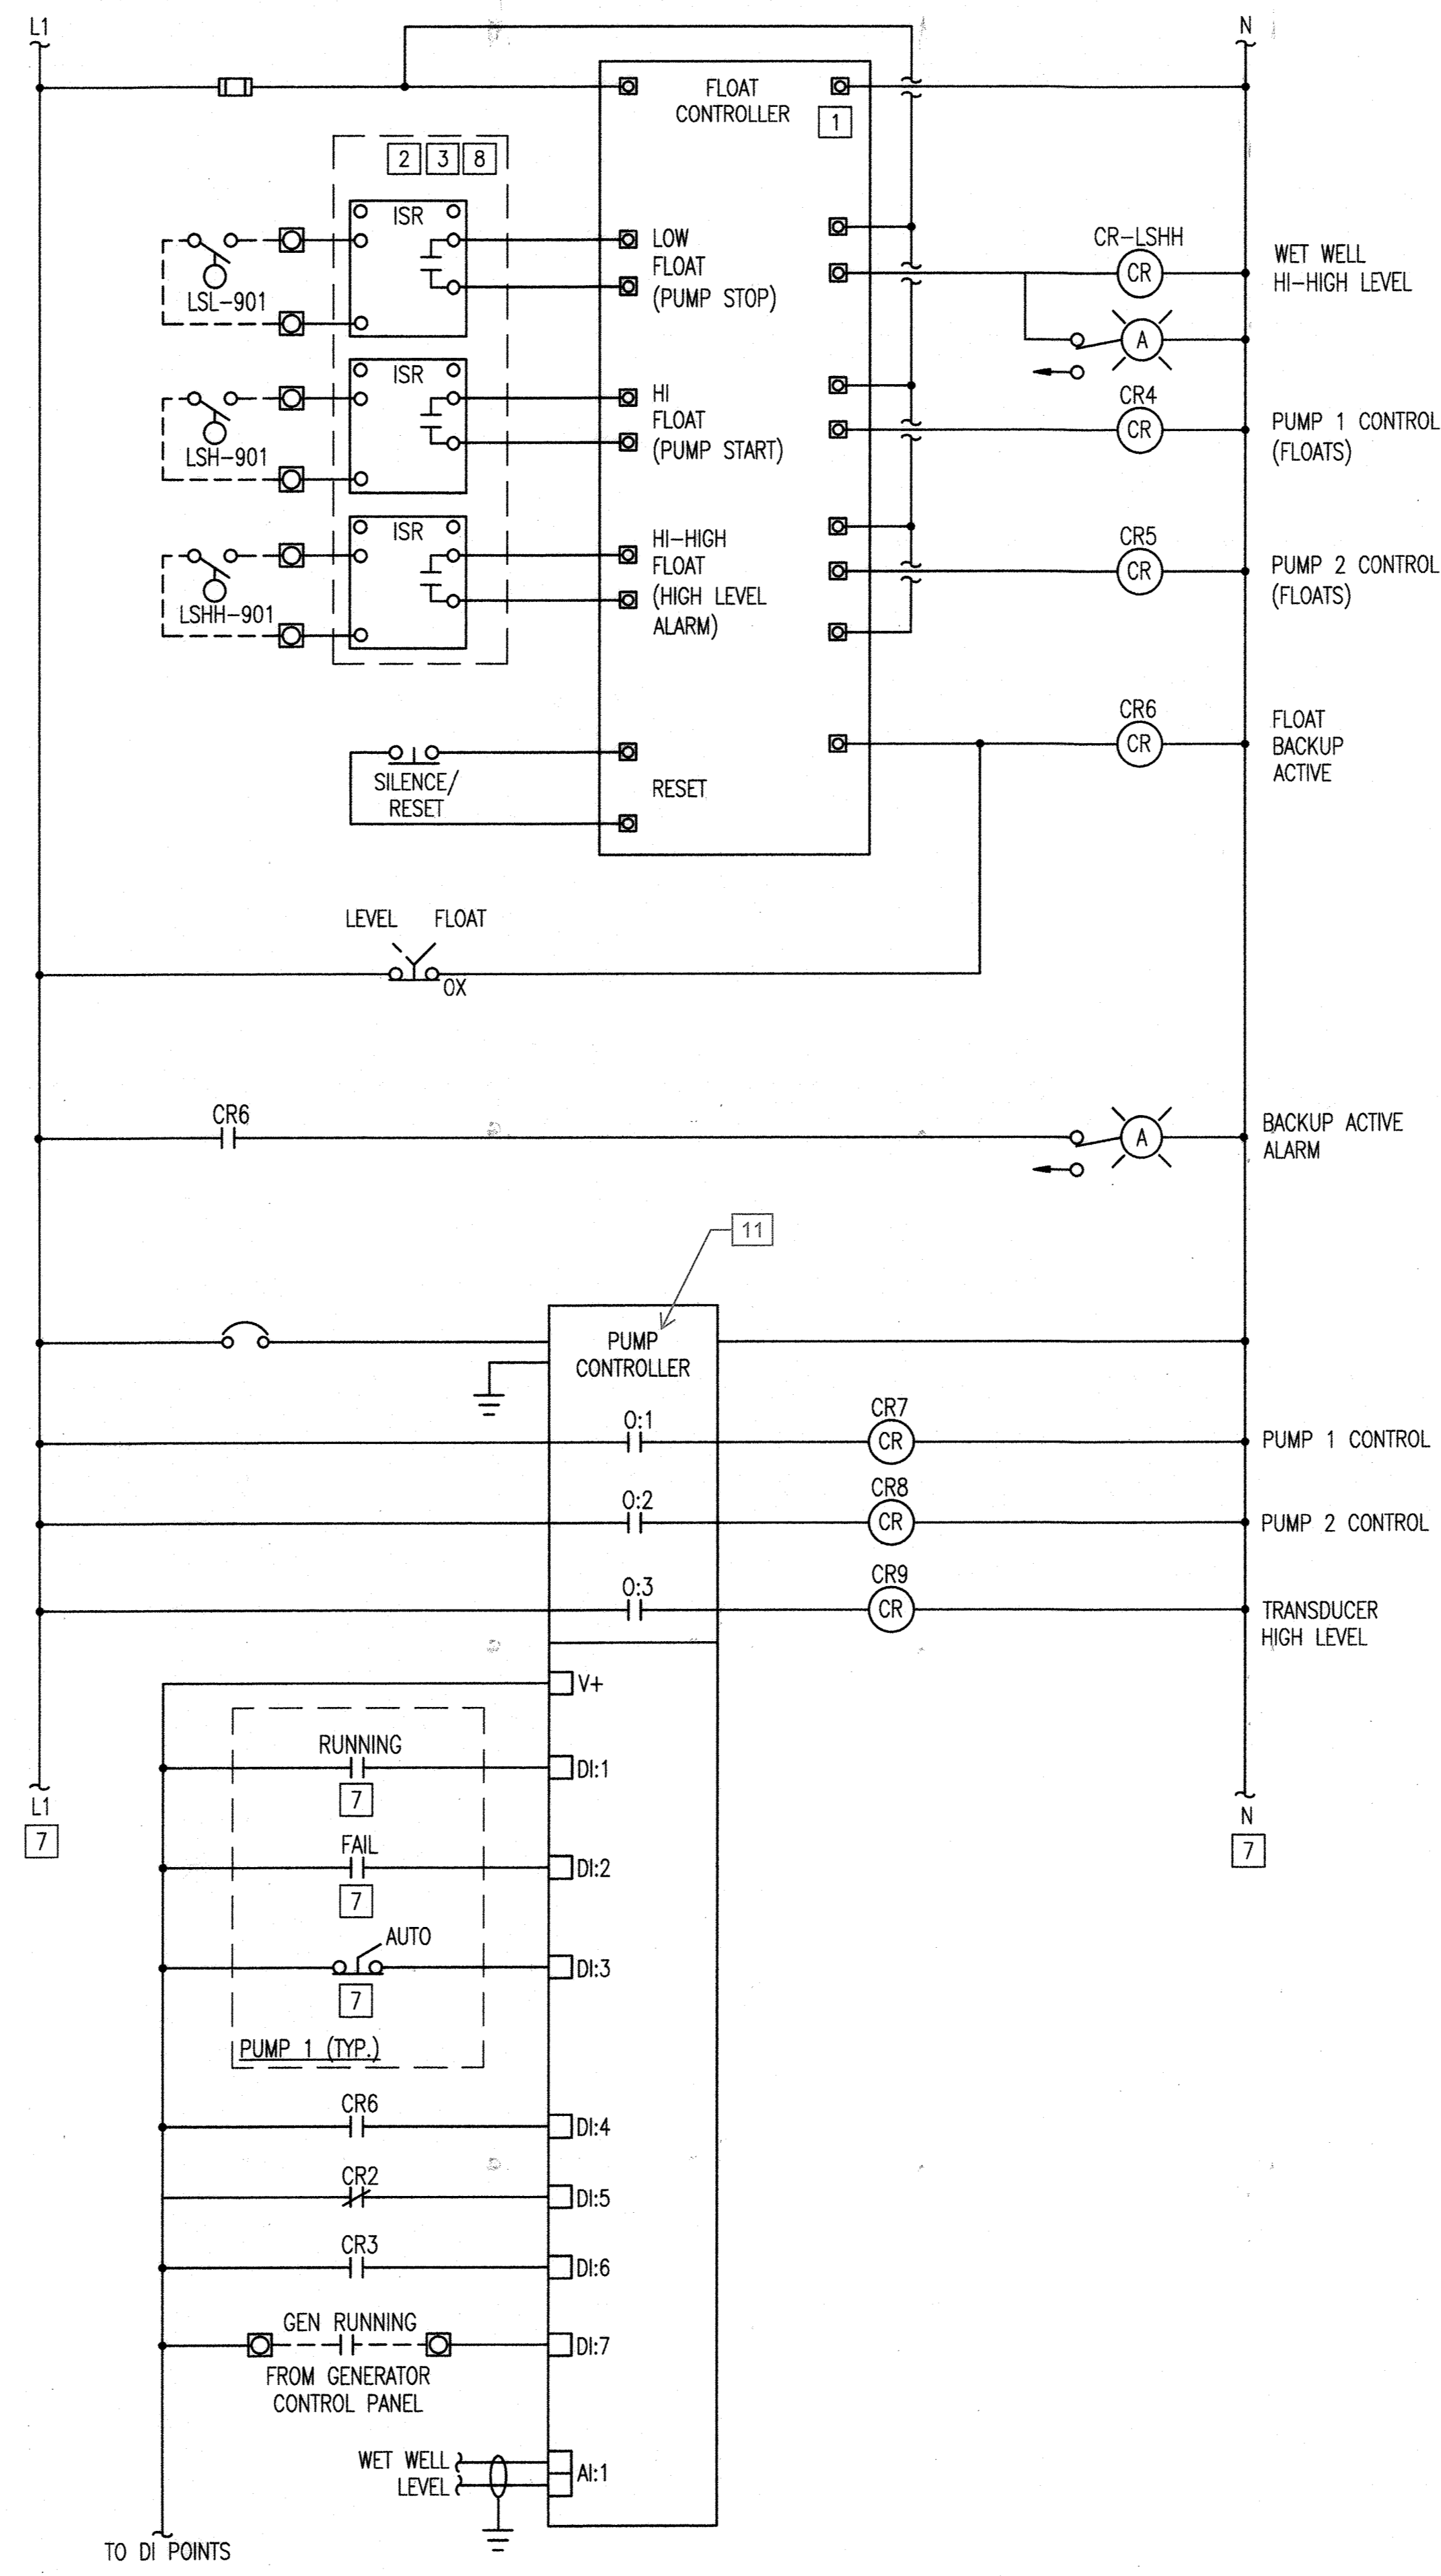 L1
N
FLOAT
CONTROLLER
1
2 3 8
ISR
LSL-901
LOW
FLOAT
(PUMP STOP)
CR-LSHH
CR
WET WELL
HI-HIGH LEVEL
A
ISR
LSH-901
HI
FLOAT
(PUMP START)
CR4
CR
PUMP 1 CONTROL
(FLOATS)
ISR
LSHH-901
HI-HIGH
FLOAT
(HIGH LEVEL
ALARM)
CR5
CR
PUMP 2 CONTROL
(FLOATS)
SILENCE/
RESET
RESET
CR6
CR
FLOAT
BACKUP
ACTIVE
LEVEL FLOAT
OX
CR6
A
BACKUP ACTIVE
ALARM
11
PUMP
CONTROLLER
O:1
CR7
CR
PUMP 1 CONTROL
O:2
CR8
CR
PUMP 2 CONTROL
O:3
CR9
CR
TRANSDUCER
HIGH LEVEL
V+
RUNNING
7
DI:1
L1
7
N
7
FAIL
7
DI:2
AUTO
7
DI:3
PUMP 1 (TYP.)
CR6
DI:4
CR2
DI:5
CR3
DI:6
GEN RUNNING
DI:7
FROM GENERATOR
CONTROL PANEL
WET WELL
LEVEL
AI:1
TO DI POINTS